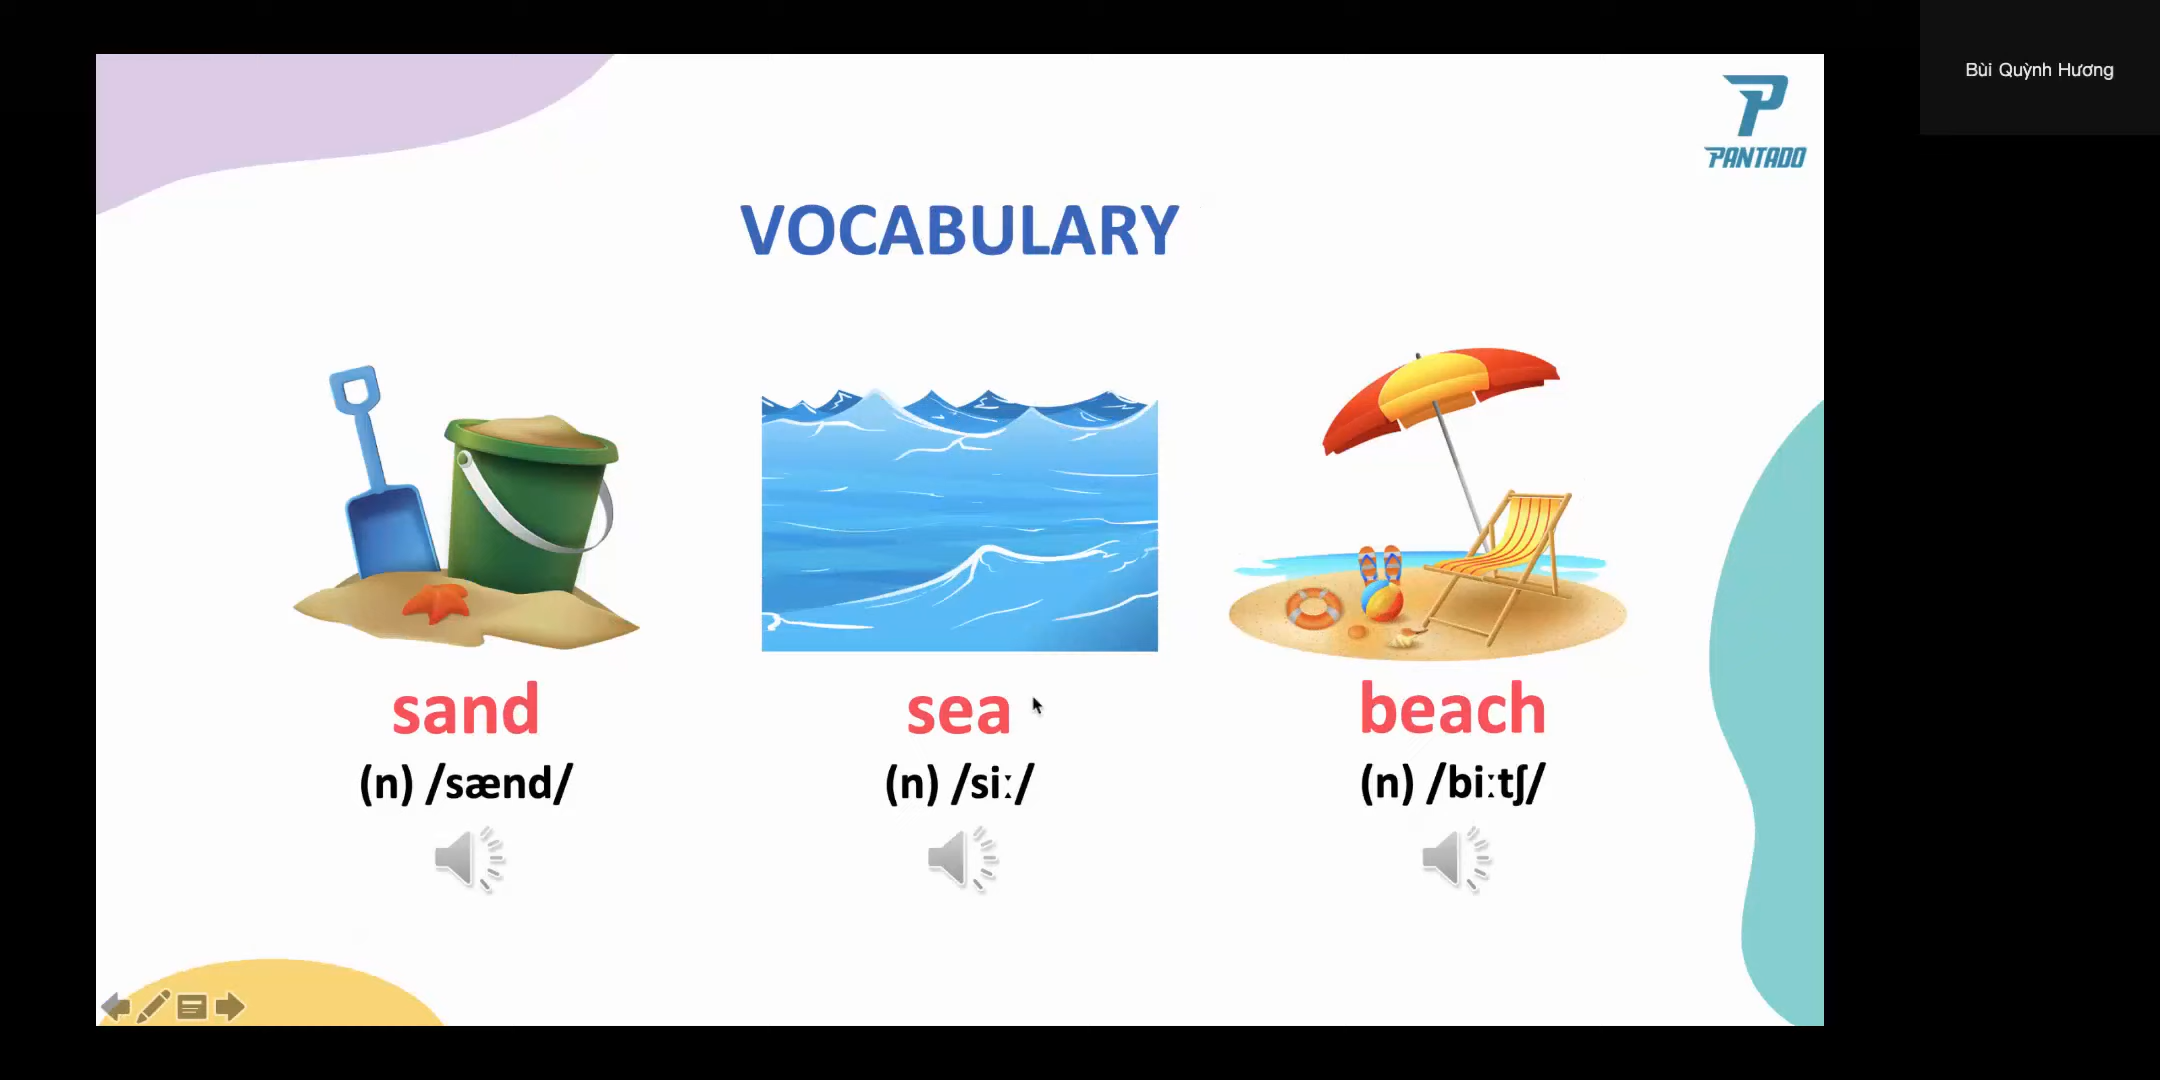 Bùi Quỳnh Hương
PANTADO
VOCABULARY
sand
(n) /sænd/
sea
(n) /siː/
beach
(n) /biːtʃ/